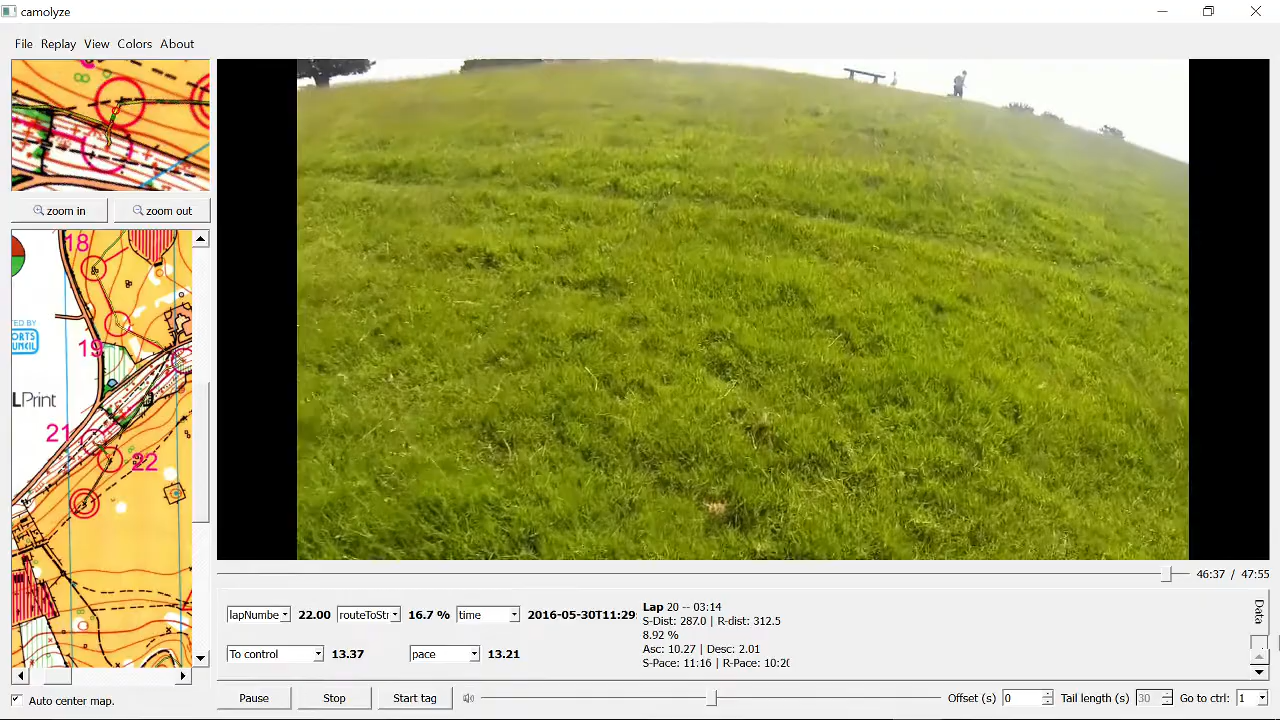 camolyze
File Replay View Colors About
zoom in zoom out
18
19
TED BY
ORTS
UNCIL
LPrint
21
22
46:37 / 47:55
lapNumbe 22.00 routeToStr 16.7 % time 2016-05-30T11:29
To control 13.37 pace 13.21
Lap 20 -- 03:14
S-Dist: 287.0 | R-dist: 312.5
8.92 %
Asc: 10.27 | Desc: 2.01
S-Pace: 11:16 | R-Pace: 10:20
Data
Auto center map.
Pause Stop Start tag
Offset (s) 0 Tail length (s) 30 Go to ctrl: 1